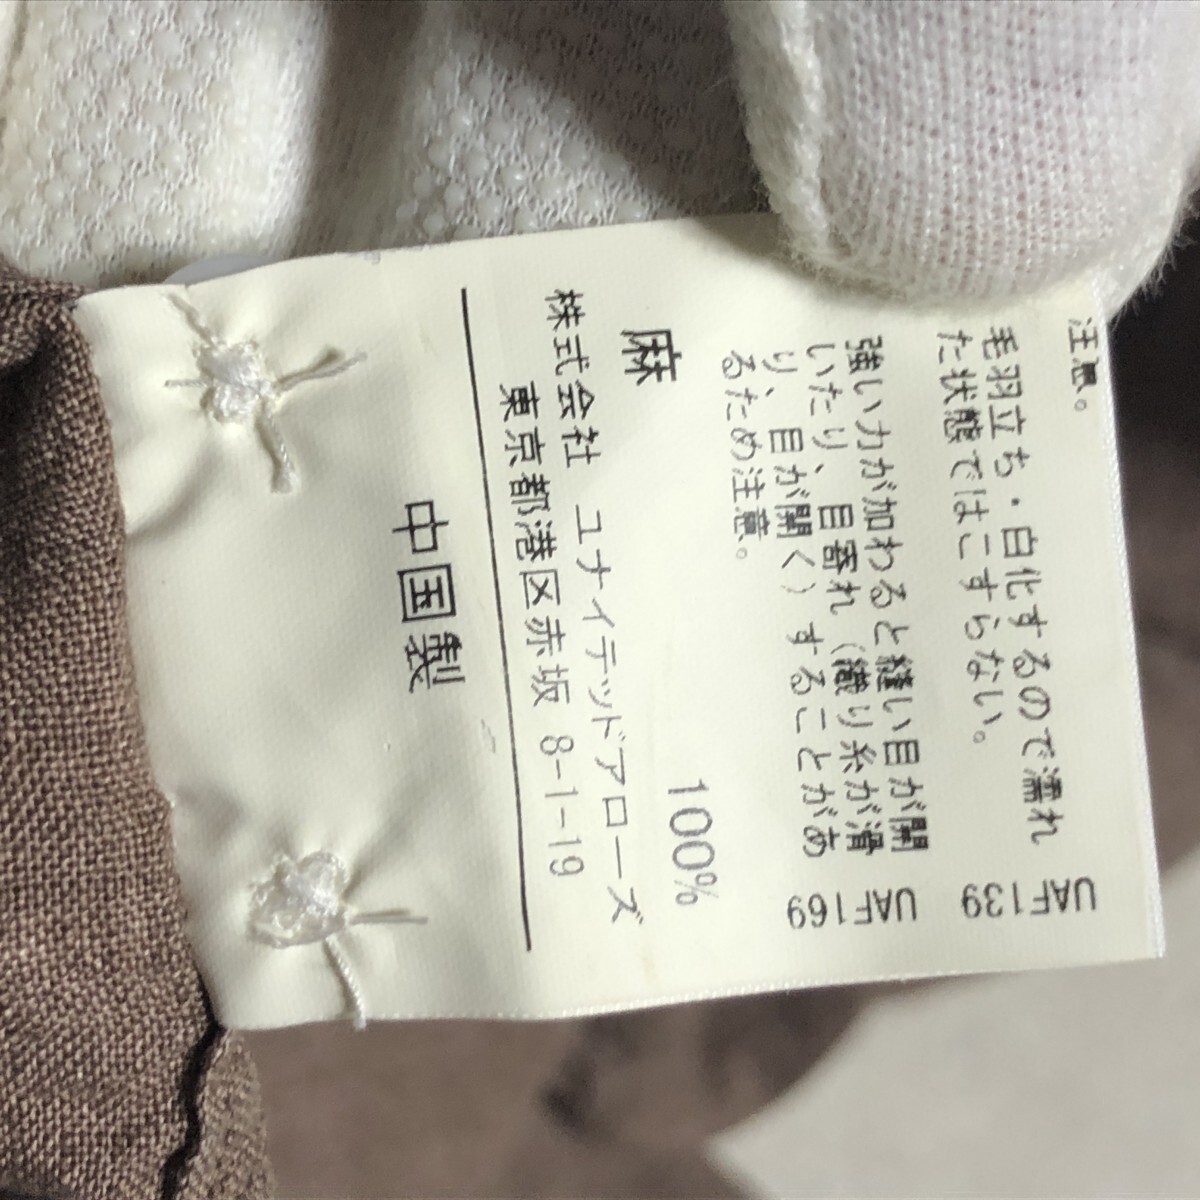 注意。
毛羽立ち・白化するので濡れ
た状態ではこすらない。
UAF139
強い力が加わると縫い目が開
いたり、目寄れ(織り糸が滑
り、目が開く)することがあ
るため注意。
UAF169
麻 100%
株式会社 ユナイテッドアローズ
東京都港区赤坂 8-1-19
中国製